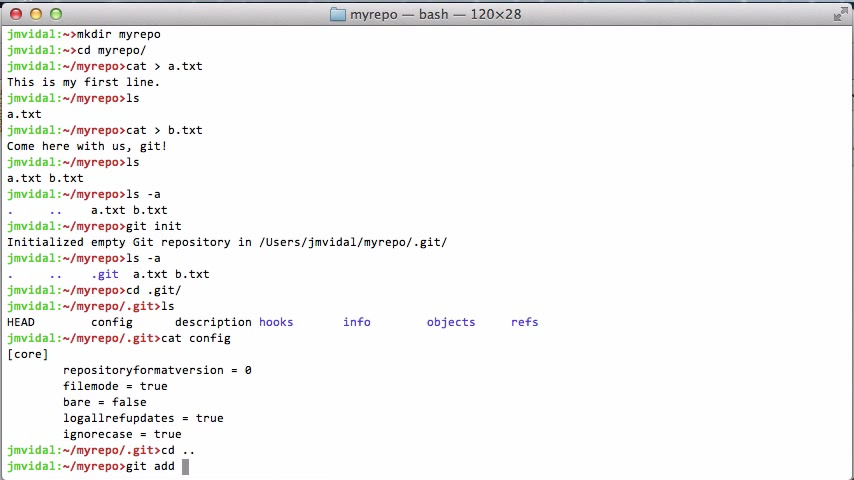 myrepo — bash — 120×28
jmvidal:~>mkdir myrepo
jmvidal:~>cd myrepo/
jmvidal:~/myrepo>cat > a.txt
This is my first line.
jmvidal:~/myrepo>ls
a.txt
jmvidal:~/myrepo>cat > b.txt
Come here with us, git!
jmvidal:~/myrepo>ls
a.txt b.txt
jmvidal:~/myrepo>ls -a
. .. a.txt b.txt
jmvidal:~/myrepo>git init
Initialized empty Git repository in /Users/jmvidal/myrepo/.git/
jmvidal:~/myrepo>ls -a
. .. .git a.txt b.txt
jmvidal:~/myrepo>cd .git/
jmvidal:~/myrepo/.git>ls
HEAD config description hooks info objects refs
jmvidal:~/myrepo/.git>cat config
[core]
repositoryformatversion = 0
filemode = true
bare = false
logallrefupdates = true
ignorecase = true
jmvidal:~/myrepo/.git>cd ..
jmvidal:~/myrepo>git add